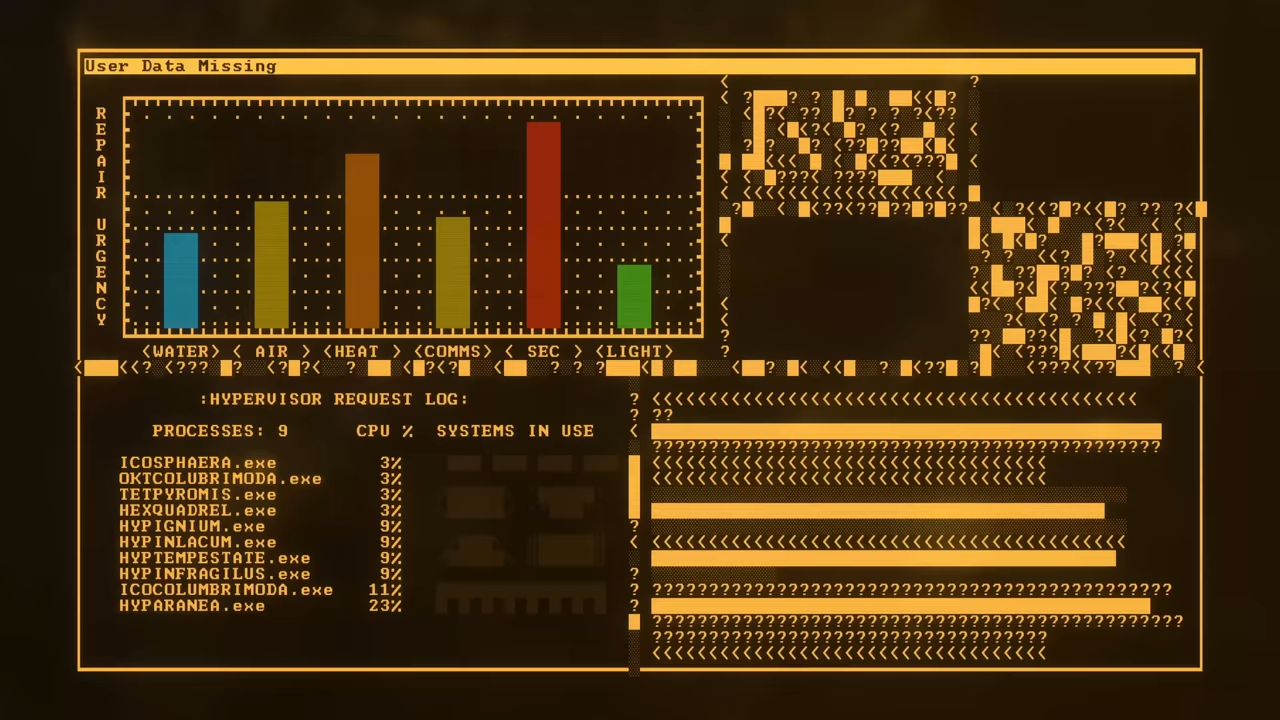 User Data Missing
REPAIR URGENCY
<WATER> < AIR > <HEAT > <COMMS> < SEC > <LIGHT>
:HYPERVISOR REQUEST LOG:
PROCESSES: 9 CPU % SYSTEMS IN USE
ICOSPHAERA.exe 3%
OKTCOLUBRIMODA.exe 3%
TETPYROMIS.exe 3%
HEXQUADREL.exe 3%
HYPIGNIUM.exe 9%
HYPINLACUM.exe 9%
HYPTEMPESTATE.exe 9%
HYPINFRAGILUS.exe 9%
ICOCOLUMBRIMODA.exe 11%
HYPARANEA.exe 23%